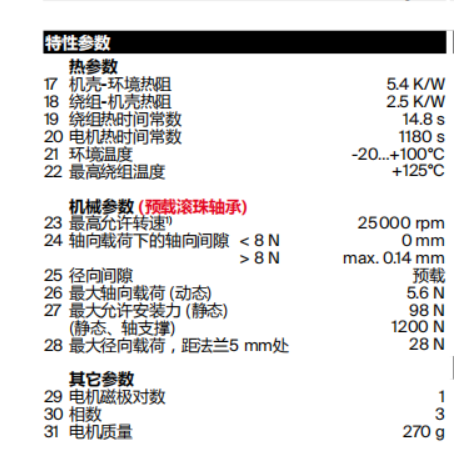 特性参数
热参数
17 机壳-环境热阻 5.4 K/W
18 绕组-机壳热阻 2.5 K/W
19 绕组热时间常数 14.8 s
20 电机热时间常数 1180 s
21 环境温度 -20...+100°C
22 最高绕组温度 +125°C
机械参数 (预载滚珠轴承)
23 最高允许转速¹⁾ 25000 rpm
24 轴向载荷下的轴向间隙 < 8 N 0 mm
> 8 N max. 0.14 mm
25 径向间隙 预载
26 最大轴向载荷 (动态) 5.6 N
27 最大允许安装力 (静态) 98 N
(静态、轴支撑) 1200 N
28 最大径向载荷，距法兰5 mm处 28 N
其它参数
29 电机磁极对数 1
30 相数 3
31 电机质量 270 g